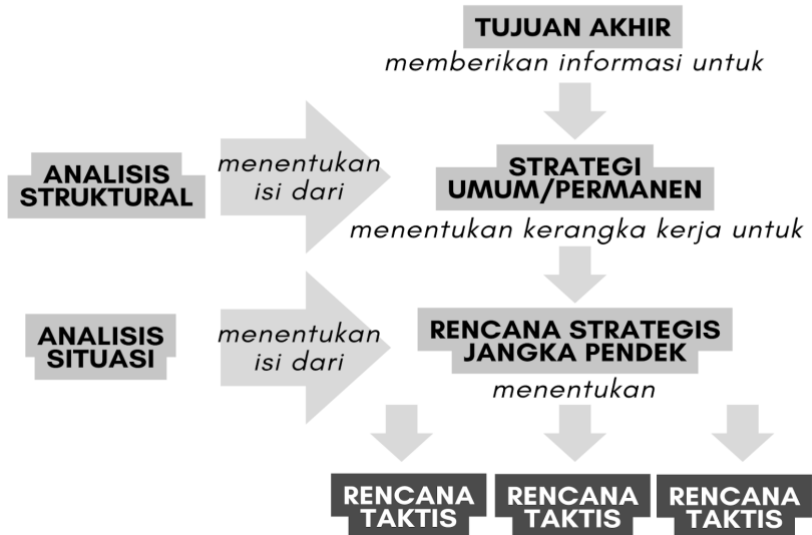 TUJUAN AKHIR
memberikan informasi untuk
ANALISIS
STRUKTURAL
menentukan
isi dari
STRATEGI
UMUM/PERMANEN
menentukan kerangka kerja untuk
ANALISIS
SITUASI
menentukan
isi dari
RENCANA STRATEGIS
JANGKA PENDEK
menentukan
RENCANA
TAKTIS
RENCANA
TAKTIS
RENCANA
TAKTIS